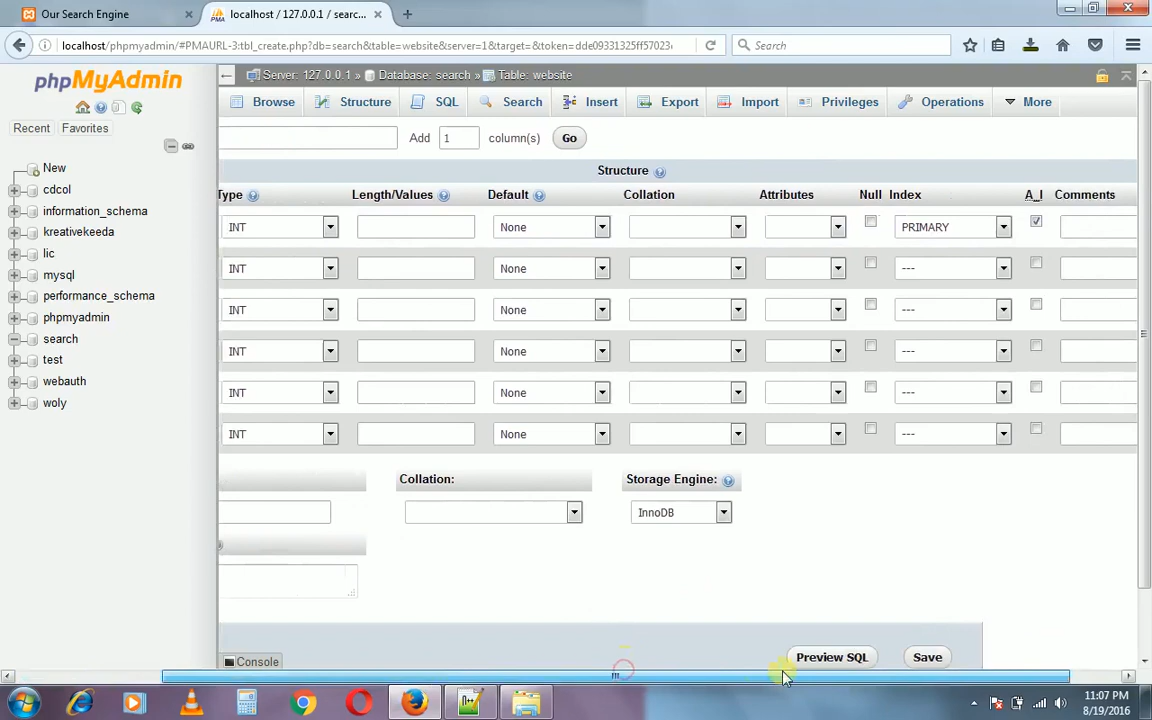 Our Search Engine
localhost / 127.0.0.1 / searc...
localhost/phpmyadmin/#PMAURL-3:tbl_create.php?db=search&table=website&server=1&target=&token=dde09331325ff57023
Search
phpMyAdmin
Recent
Favorites
New
cdcol
information_schema
kreativekeeda
lic
mysql
performance_schema
phpmyadmin
search
test
webauth
woly
Server: 127.0.0.1 » Database: search » Table: website
Browse Structure SQL Search Insert Export Import Privileges Operations More
Add 1 column(s) Go
Structure
Type Length/Values Default Collation Attributes Null Index A_I Comments
INT None PRIMARY
INT None ---
INT None ---
INT None ---
INT None ---
INT None ---
Collation: Storage Engine:
InnoDB
Preview SQL Save
Console
11:07 PM
8/19/2016